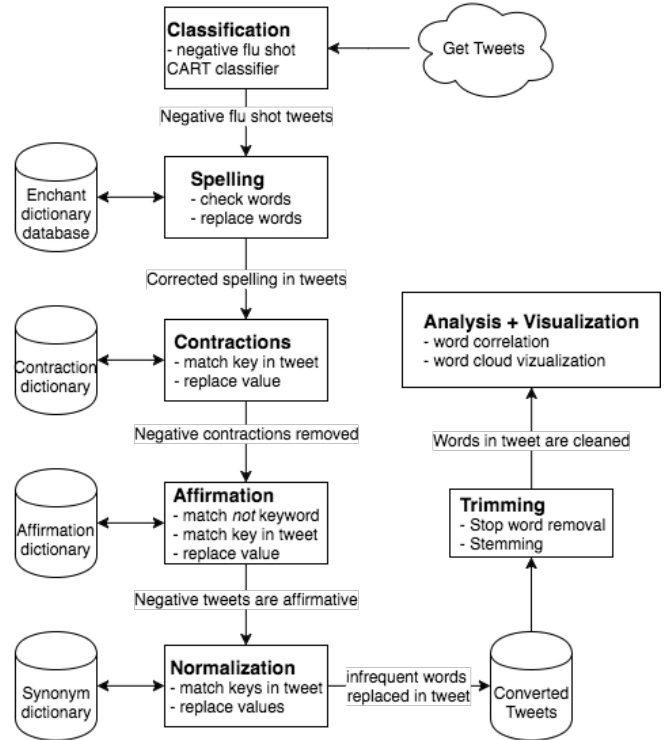 Classification
- negative flu shot
CART classifier
Get Tweets
Negative flu shot tweets
Enchant
dictionary
database
Spelling
- check words
- replace words
Corrected spelling in tweets
Contraction
dictionary
Contractions
- match key in tweet
- replace value
Negative contractions removed
Affirmation
dictionary
Affirmation
- match not keyword
- match key in tweet
- replace value
Negative tweets are affirmative
Synonym
dictionary
Normalization
- match keys in tweet
- replace values
infrequent words
replaced in tweet
Converted
Tweets
Trimming
- Stop word removal
- Stemming
Words in tweet are cleaned
Analysis + Visualization
- word correlation
- word cloud vizualization